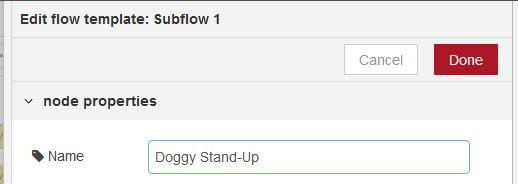 Edit flow template: Subflow 1
Cancel Done
node properties
Name Doggy Stand-Up